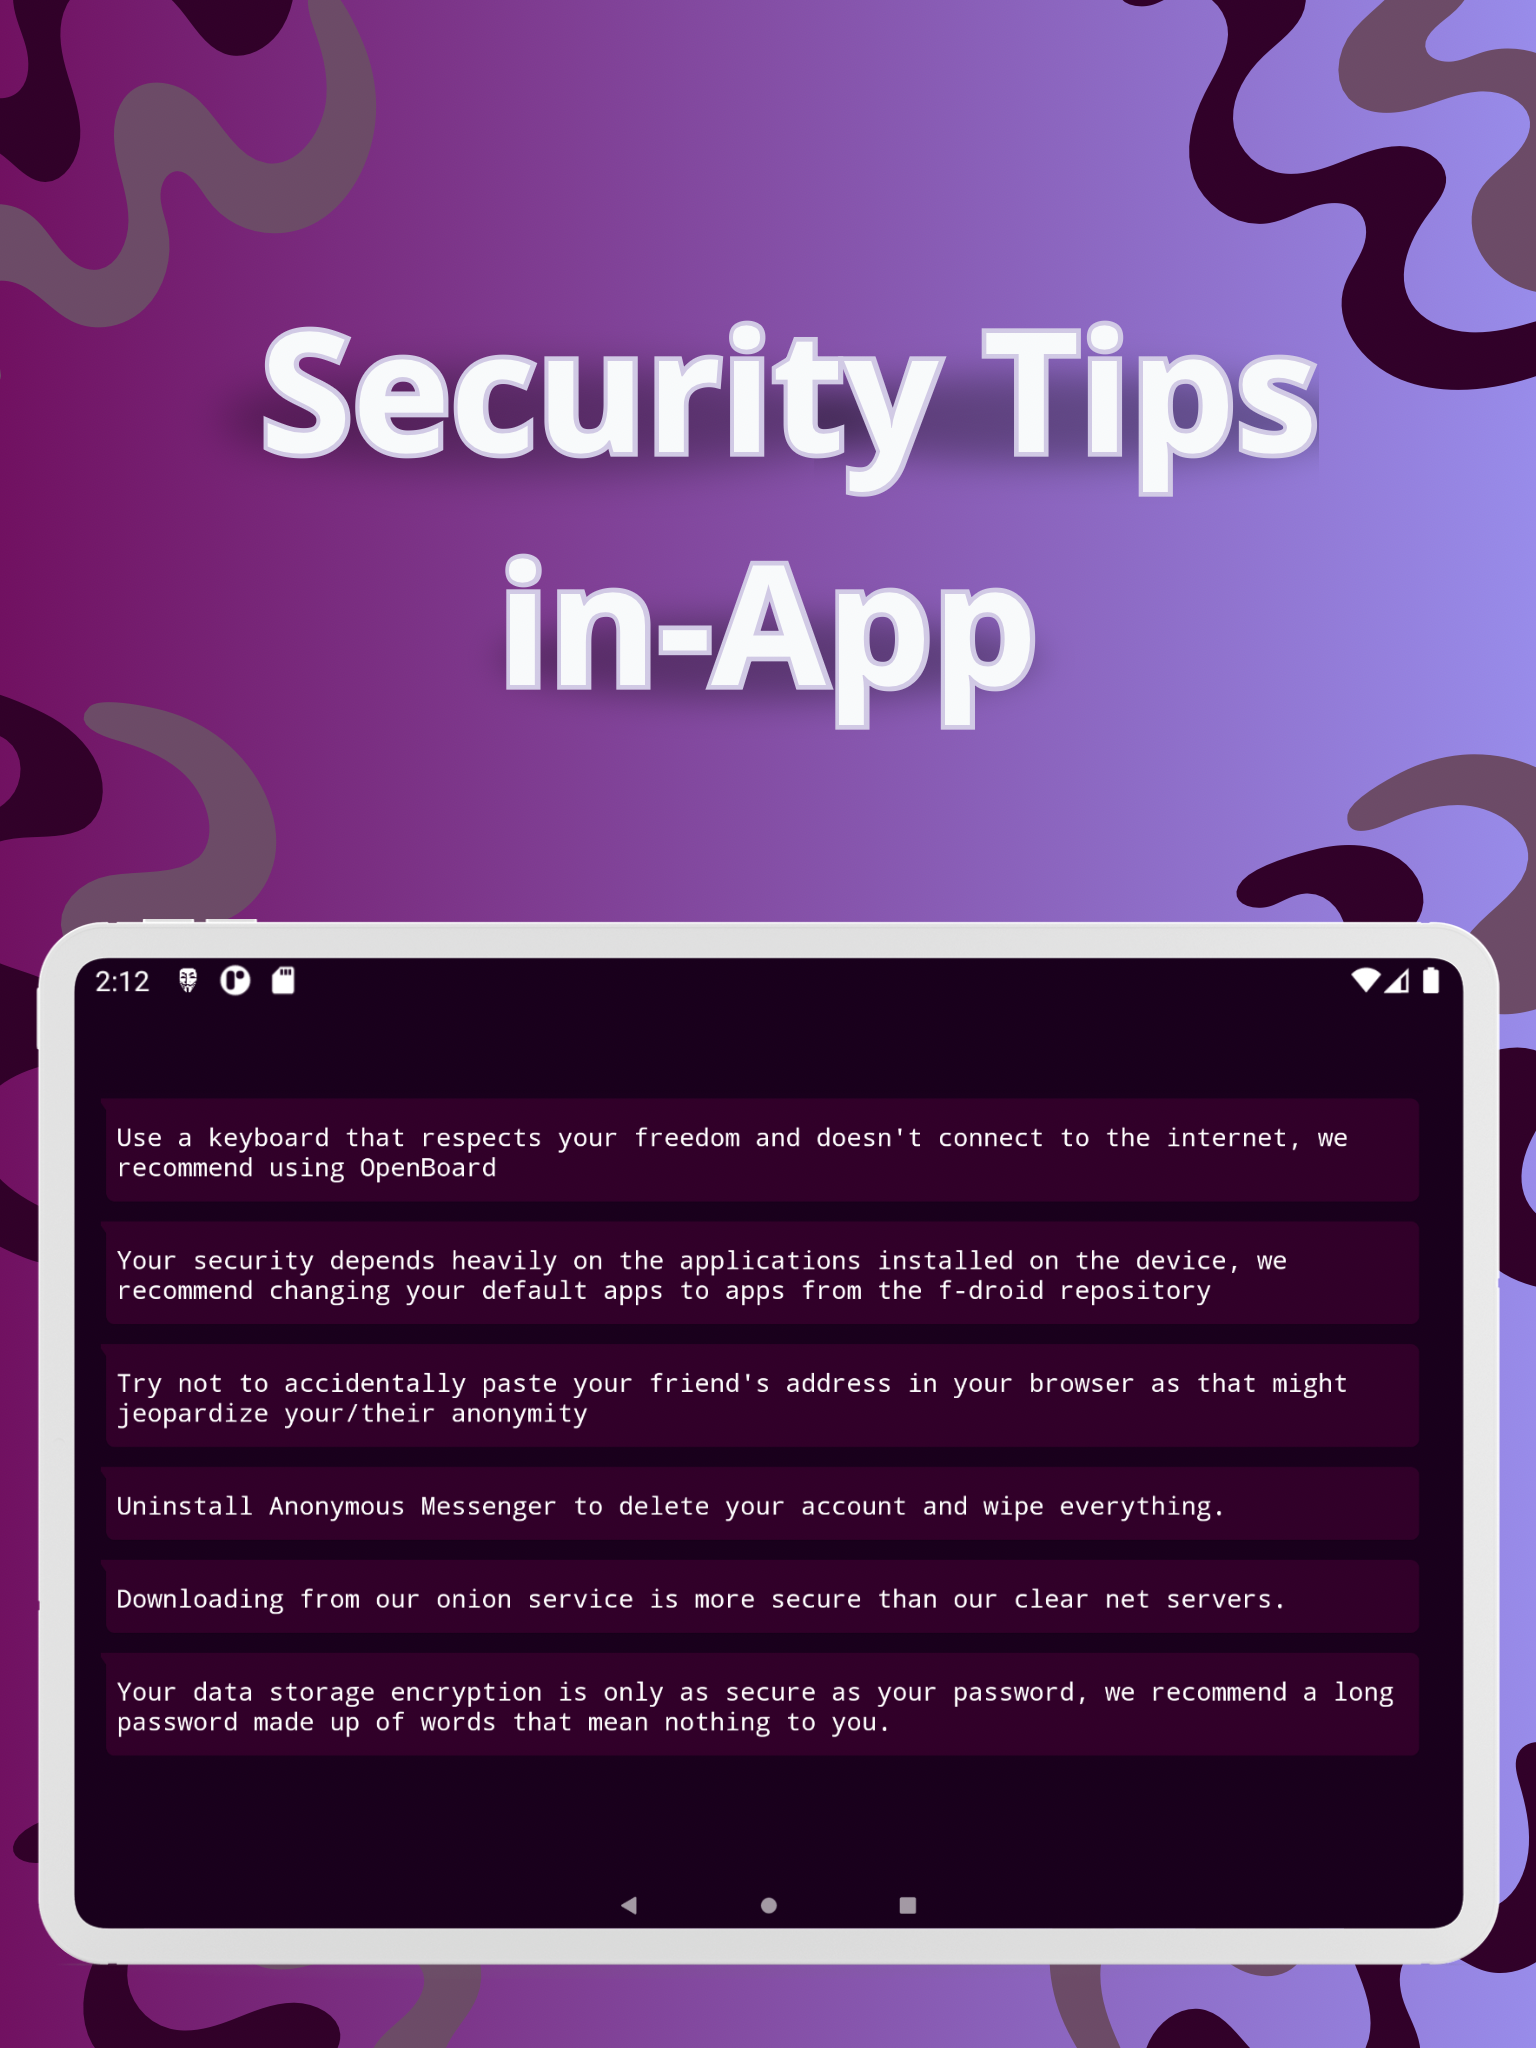 Security Tips
in-App
2:12
Use a keyboard that respects your freedom and doesn't connect to the internet, we
recommend using OpenBoard
Your security depends heavily on the applications installed on the device, we
recommend changing your default apps to apps from the f-droid repository
Try not to accidentally paste your friend's address in your browser as that might
jeopardize your/their anonymity
Uninstall Anonymous Messenger to delete your account and wipe everything.
Downloading from our onion service is more secure than our clear net servers.
Your data storage encryption is only as secure as your password, we recommend a long
password made up of words that mean nothing to you.